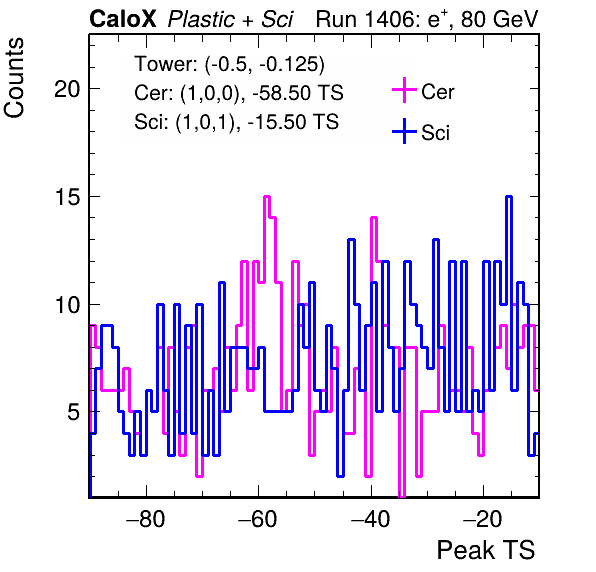 CaloX Plastic + Sci Run 1406: e⁺, 80 GeV
Tower: (-0.5, -0.125)
Cer: (1,0,0), -58.50 TS
Sci: (1,0,1), -15.50 TS
Cer
Sci
Counts
20
15
10
5
−80 −60 −40 −20
Peak TS